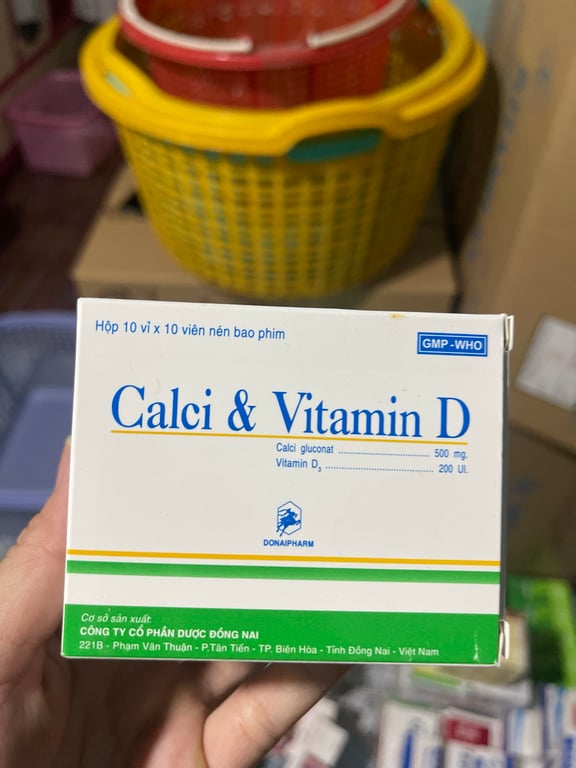 Hộp 10 vỉ x 10 viên nén bao phim
GMP - WHO
Calci & Vitamin D
Calci gluconat ................................ 500 mg.
Vitamin D3 ..................................... 200 UI.
DONAIPHARM
Cơ sở sản xuất:
CÔNG TY CỔ PHẦN DƯỢC ĐỒNG NAI
221B - Phạm Văn Thuận - P.Tân Tiến - TP. Biên Hòa - Tỉnh Đồng Nai - Việt Nam